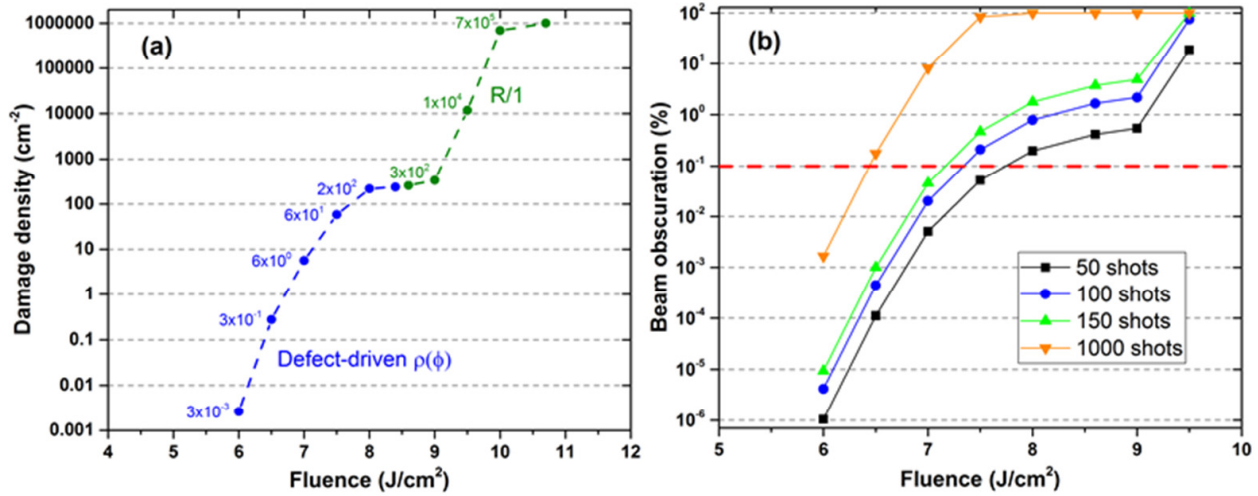 (a)
Damage density (cm⁻²)
1000000
100000
10000
1000
100
10
1
0.1
0.01
0.001
7x10⁵
1x10⁴
R/1
3x10²
2x10²
6x10¹
6x10⁰
3x10⁻¹
Defect-driven ρ(ϕ)
3x10⁻³
4 5 6 7 8 9 10 11 12
Fluence (J/cm²)
(b)
Beam obscuration (%)
10²
10¹
10⁰
10⁻¹
10⁻²
10⁻³
10⁻⁴
10⁻⁵
10⁻⁶
50 shots
100 shots
150 shots
1000 shots
5 6 7 8 9 10
Fluence (J/cm²)